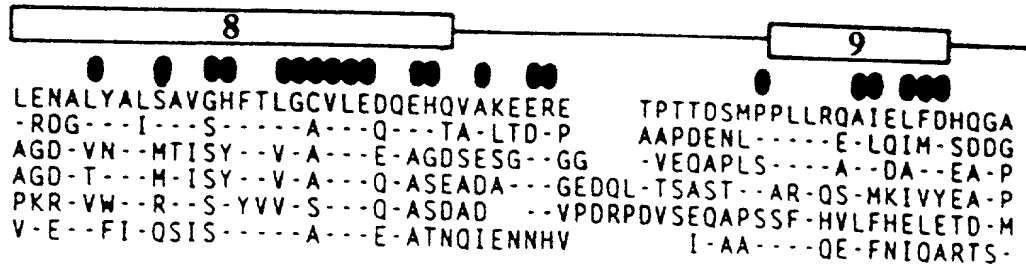 8 9
LENALYALSAVGHFTLGCVLEDQEHQVAKEERE TPTTDSMPPLLRQAIELFDHQGA
-RDG---I---S----A---Q---TA-LTD-P AAPDENL-----E-LQIM-SDDG
AGD-VN--MTISY--V-A---E-AGDSESG--GG -VEQAPLS----A--DA--EA-P
AGD-T---M-ISY--V-A---Q-ASEADA---GEDQL-TSAST--AR-QS-MKIVYEA-P
PKR-VW--R--S-YVV-S---Q-ASDAD --VPDRPDVSEQAPSSF-HVLFHELETD-M
V-E--FI-QSIS----A---E-ATNQIENNHV I-AA----QE-FNIQARTS-